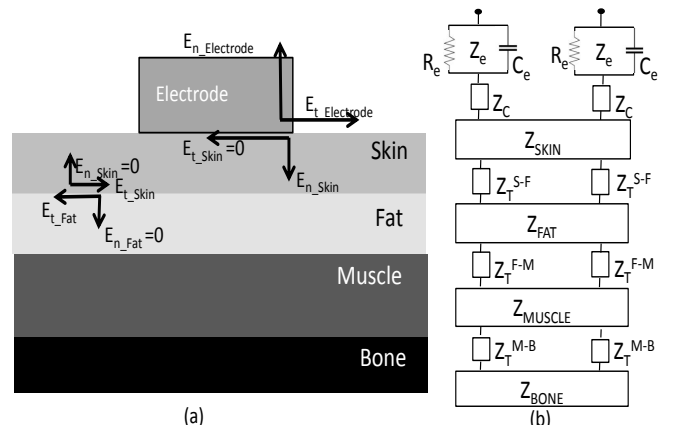 E_n_Electrode
Electrode
E_t_Electrode
E_t_Skin=0
Skin
E_n_Skin=0
E_t_Skin
E_n_Skin
E_t_Fat
E_n_Fat=0
Fat
Muscle
Bone
(a)
R_e Z_e C_e R_e Z_e C_e
Z_C Z_C
Z_SKIN
Z_T^S-F Z_T^S-F
Z_FAT
Z_T^F-M Z_T^F-M
Z_MUSCLE
Z_T^M-B Z_T^M-B
Z_BONE
(b)